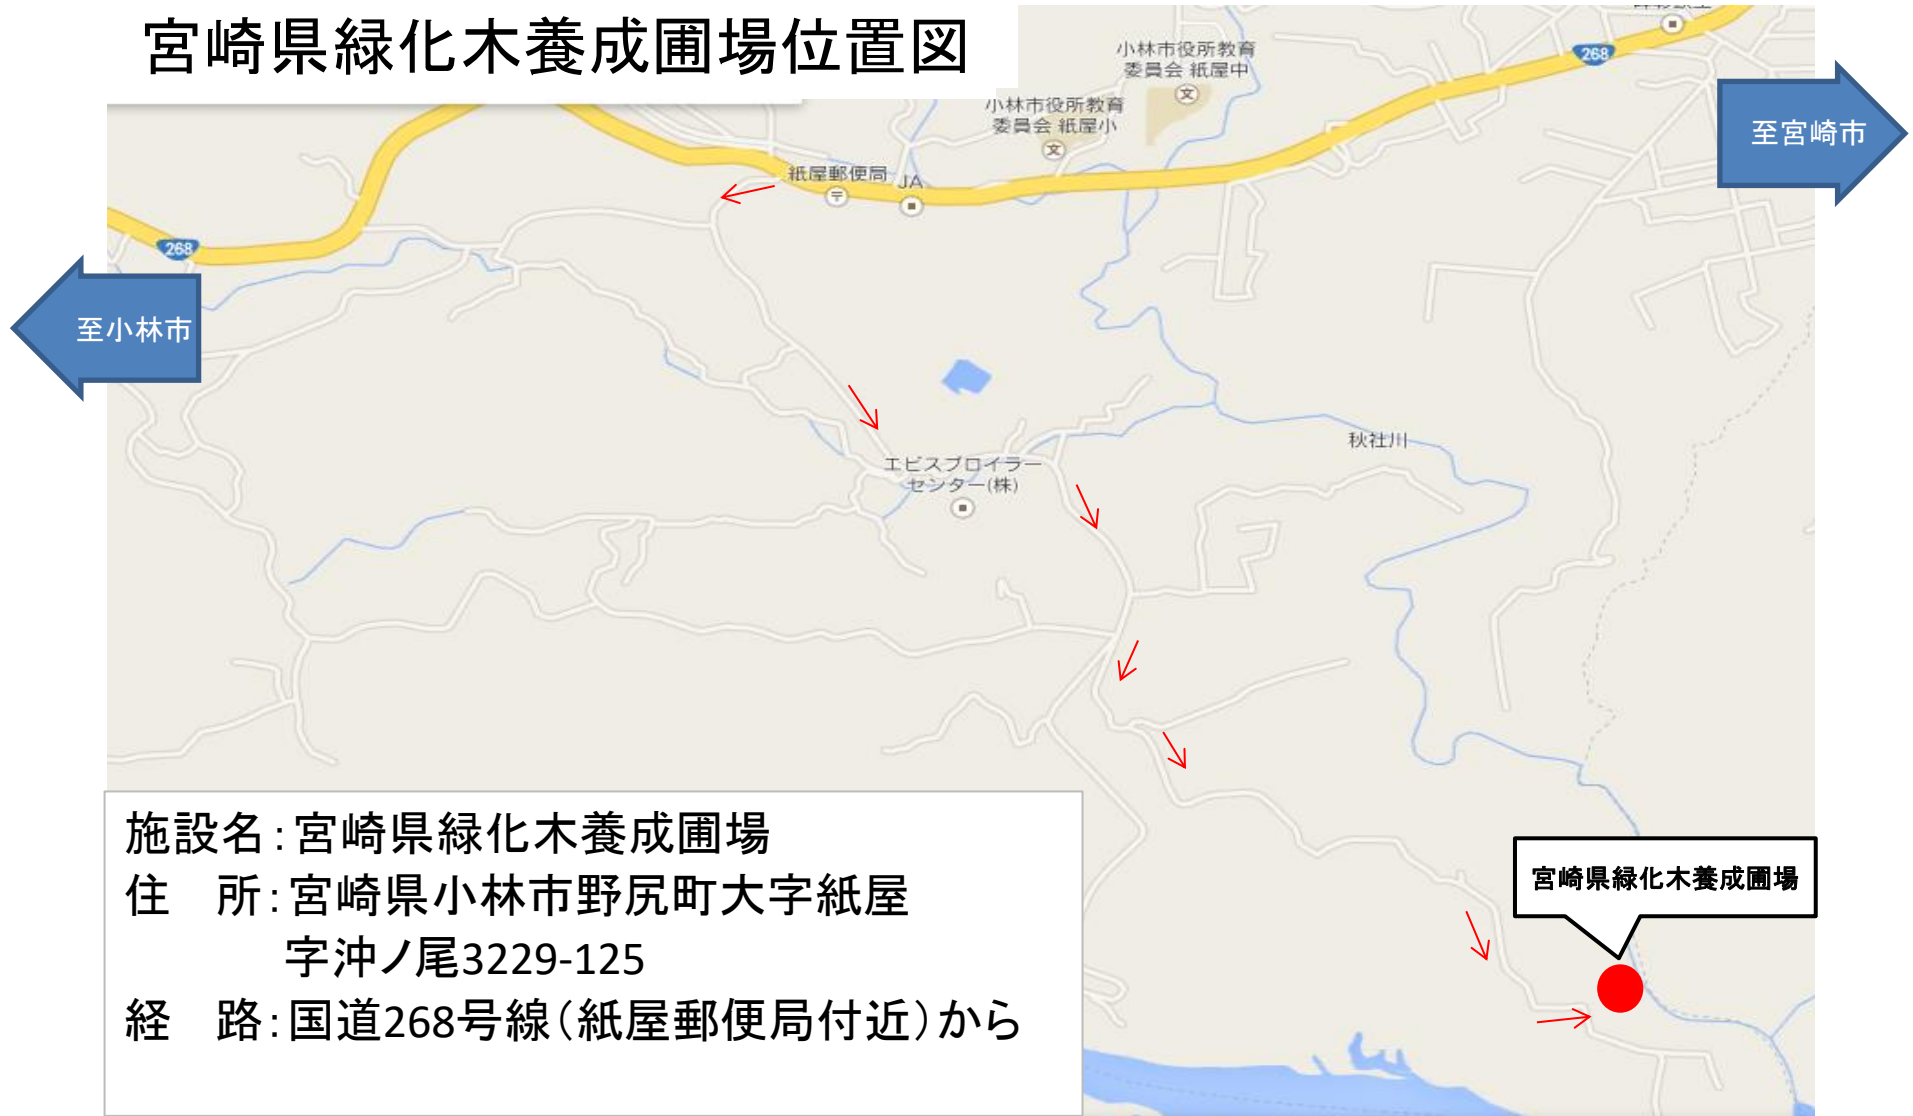 宮崎県緑化木養成圃場位置図
小林市役所教育
委員会 紙屋中
268
小林市役所教育
委員会 紙屋小
文
文
至宮崎市
紙屋郵便局
JA
〒
268
至小林市
秋社川
エビスブロイラー
センター(株)
施設名：宮崎県緑化木養成圃場
住　所：宮崎県小林市野尻町大字紙屋
字沖ノ尾3229-125
経　路：国道268号線（紙屋郵便局付近）から
宮崎県緑化木養成圃場